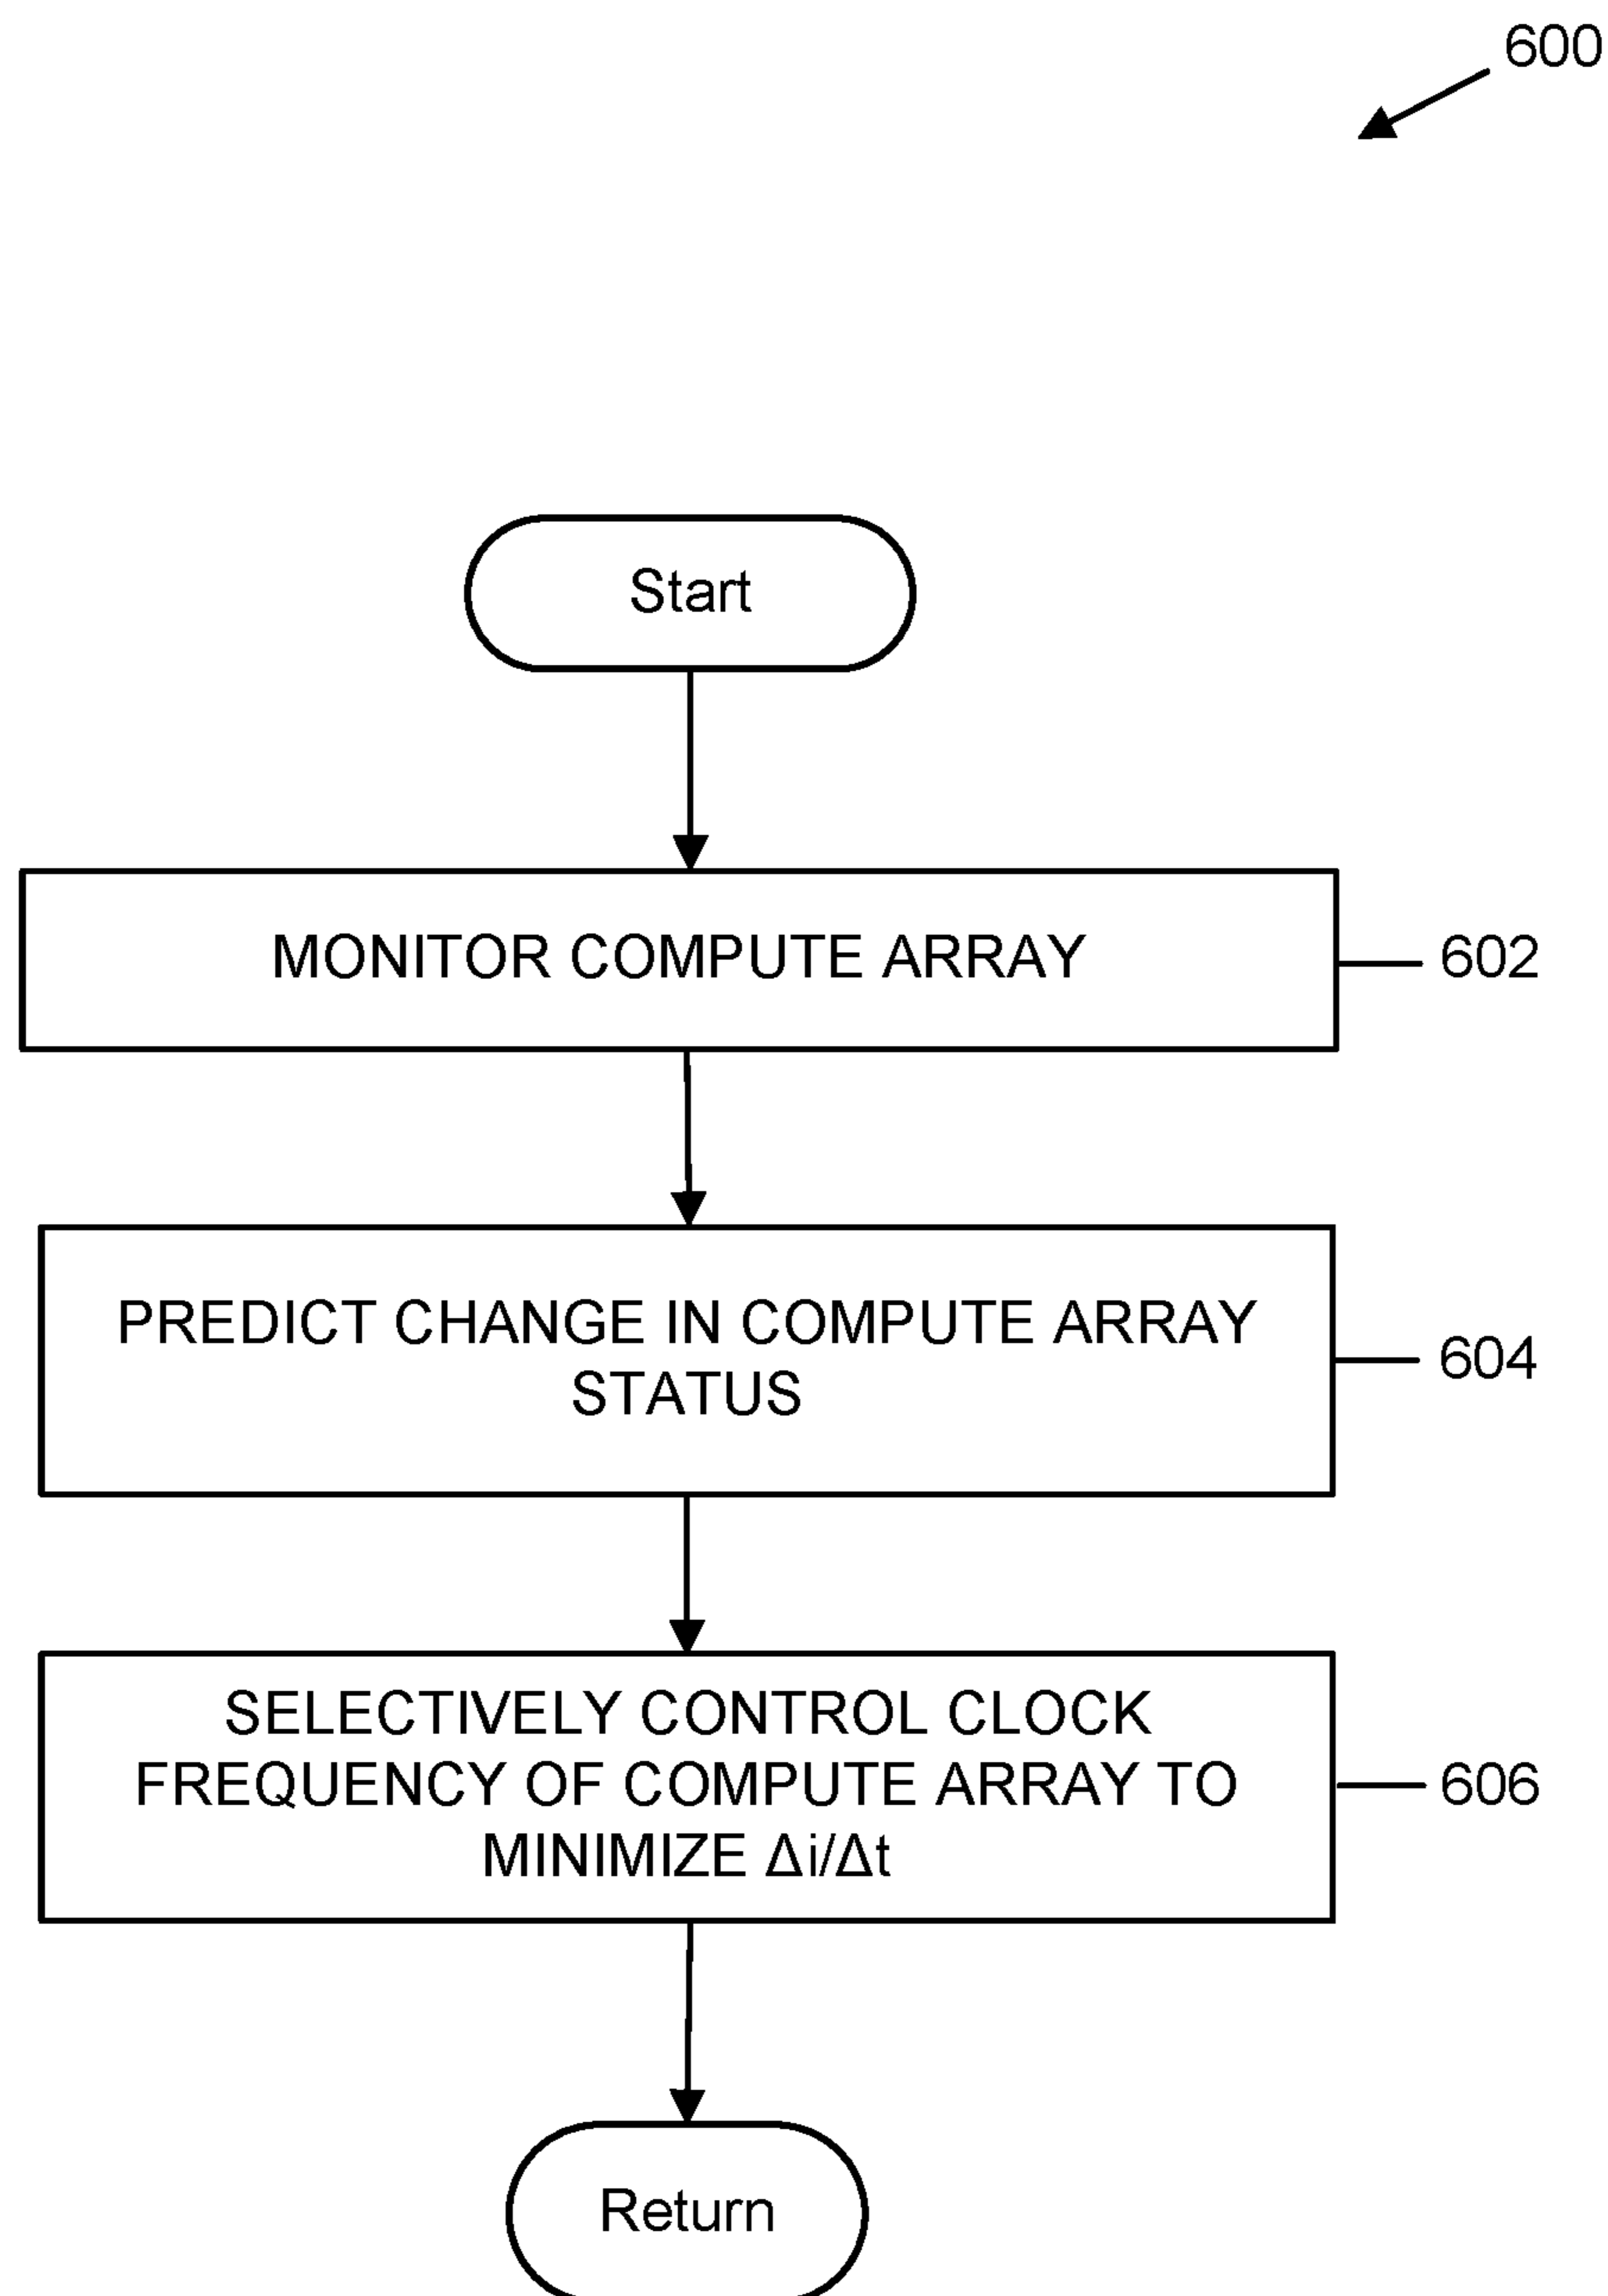 600
Start
MONITOR COMPUTE ARRAY
602
PREDICT CHANGE IN COMPUTE ARRAY
STATUS
604
SELECTIVELY CONTROL CLOCK
FREQUENCY OF COMPUTE ARRAY TO
MINIMIZE Δi/Δt
606
Return